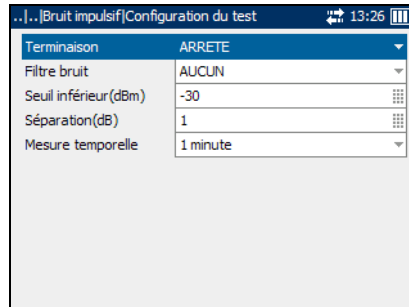 ..|..|Bruit impulsif|Configuration du test 13:26
Terminaison ARRETE
Filtre bruit AUCUN
Seuil inférieur(dBm) -30
Séparation(dB) 1
Mesure temporelle 1 minute